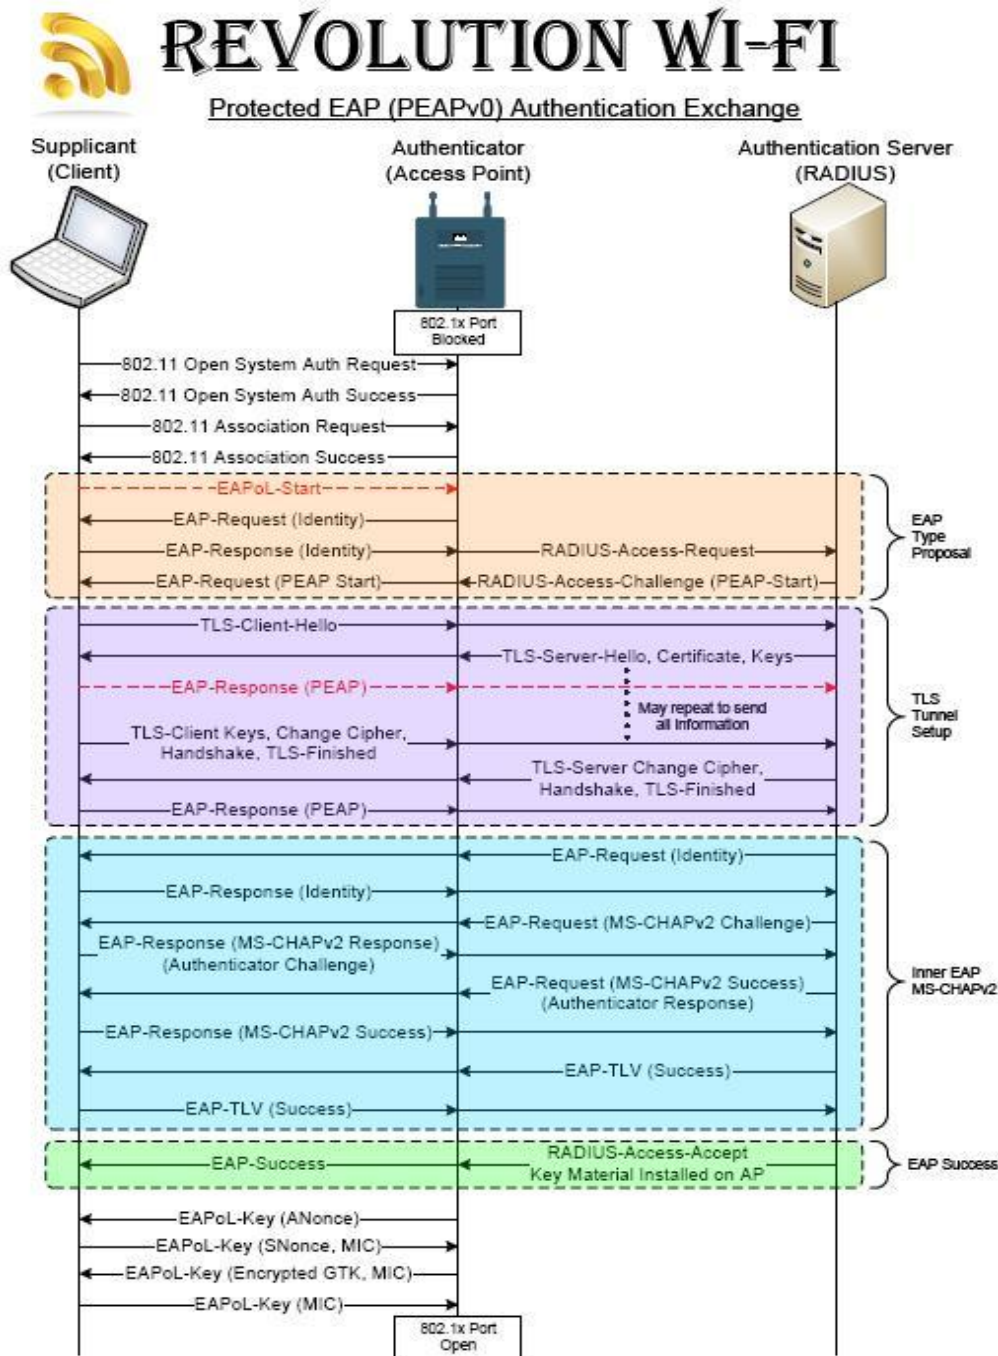 REVOLUTION WI-FI
Protected EAP (PEAPv0) Authentication Exchange
Supplicant
(Client)
Authenticator
(Access Point)
Authentication Server
(RADIUS)
802.1x Port
Blocked
802.11 Open System Auth Request
802.11 Open System Auth Success
802.11 Association Request
802.11 Association Success
EAPoL-Start
EAP-Request (Identity)
EAP-Response (Identity)
RADIUS-Access-Request
EAP-Request (PEAP Start)
RADIUS-Access-Challenge (PEAP-Start)
EAP
Type
Proposal
TLS-Client-Hello
TLS-Server-Hello, Certificate, Keys
EAP-Response (PEAP)
May repeat to send
all information
TLS-Client Keys, Change Cipher,
Handshake, TLS-Finished
TLS-Server Change Cipher,
Handshake, TLS-Finished
EAP-Response (PEAP)
TLS
Tunnel
Setup
EAP-Request (Identity)
EAP-Response (Identity)
EAP-Request (MS-CHAPv2 Challenge)
EAP-Response (MS-CHAPv2 Response)
(Authenticator Challenge)
EAP-Request (MS-CHAPv2 Success)
(Authenticator Response)
EAP-Response (MS-CHAPv2 Success)
EAP-TLV (Success)
EAP-TLV (Success)
Inner EAP
MS-CHAPv2
EAP-Success
RADIUS-Access-Accept
Key Material Installed on AP
EAP Success
EAPoL-Key (ANonce)
EAPoL-Key (SNonce, MIC)
EAPoL-Key (Encrypted GTK, MIC)
EAPoL-Key (MIC)
802.1x Port
Open